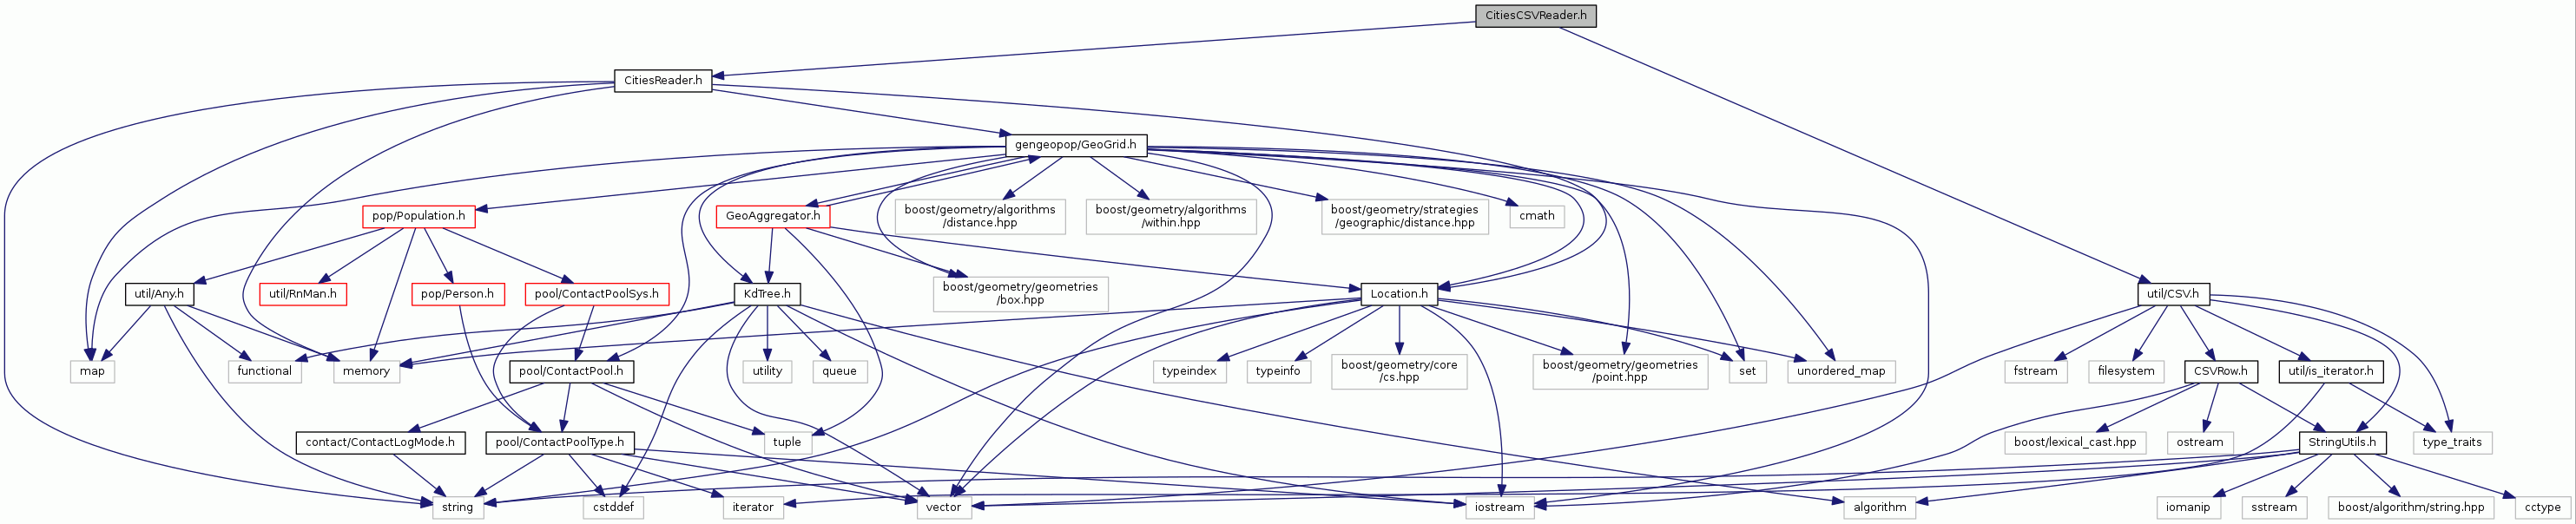 CitiesCSVReader.h
CitiesReader.h
gengeopop/GeoGrid.h
pop/Population.h
GeoAggregator.h
boost/geometry/algorithms
/distance.hpp
boost/geometry/algorithms
/within.hpp
boost/geometry/strategies
/geographic/distance.hpp
cmath
util/Any.h
util/RnMan.h
pop/Person.h
pool/ContactPoolSys.h
KdTree.h
boost/geometry/geometries
/box.hpp
Location.h
util/CSV.h
map
functional
memory
pool/ContactPool.h
utility
queue
typeindex
typeinfo
boost/geometry/core
/cs.hpp
boost/geometry/geometries
/point.hpp
set
unordered_map
fstream
filesystem
CSVRow.h
util/is_iterator.h
contact/ContactLogMode.h
pool/ContactPoolType.h
tuple
boost/lexical_cast.hpp
ostream
StringUtils.h
type_traits
string
cstddef
iterator
vector
iostream
algorithm
iomanip
sstream
boost/algorithm/string.hpp
cctype